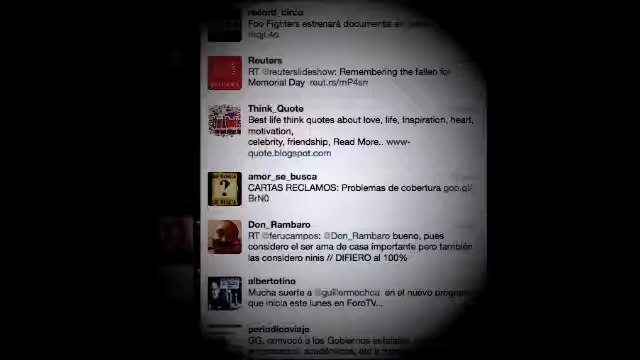 record_circo
Foo Fighters estrenará documental en
Reuters
RT @reuterslideshow: Remembering the fallen for
Memorial Day reut.rs/mP4sn
Think_Quote
Best life think quotes about love, life, Inspiration, heart,
motivation,
celebrity, friendship, Read More.. www-
quote.blogspot.com
amor_se_busca
CARTAS RECLAMOS: Problemas de cobertura goo.gl/
BrN0
Don_Rambaro
RT @ferucampos: @Don_Rambaro bueno, pues
considero el ser ama de casa importante pero también
las considero ninis // DIFIERO al 100%
albertotino
Mucha suerte a @guillermochoa en el nuevo programa
que inicia este lunes en ForoTV...
periodicoviaje
GG, convocó a los Gobiernos estatales,